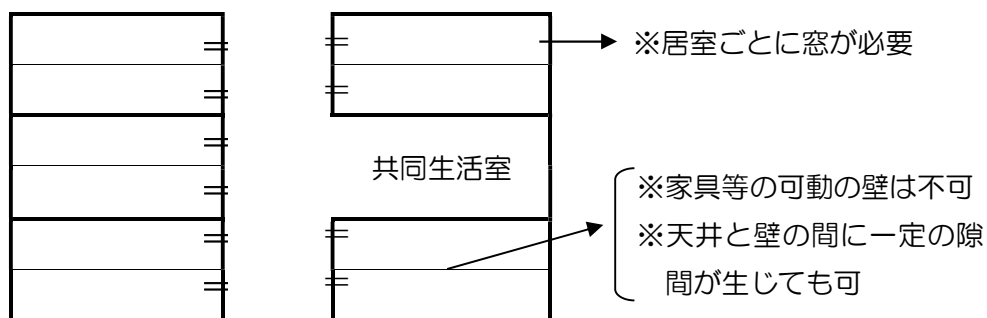 ※居室ごとに窓が必要
共同生活室
※家具等の可動の壁は不可
※天井と壁の間に一定の隙
間が生じても可